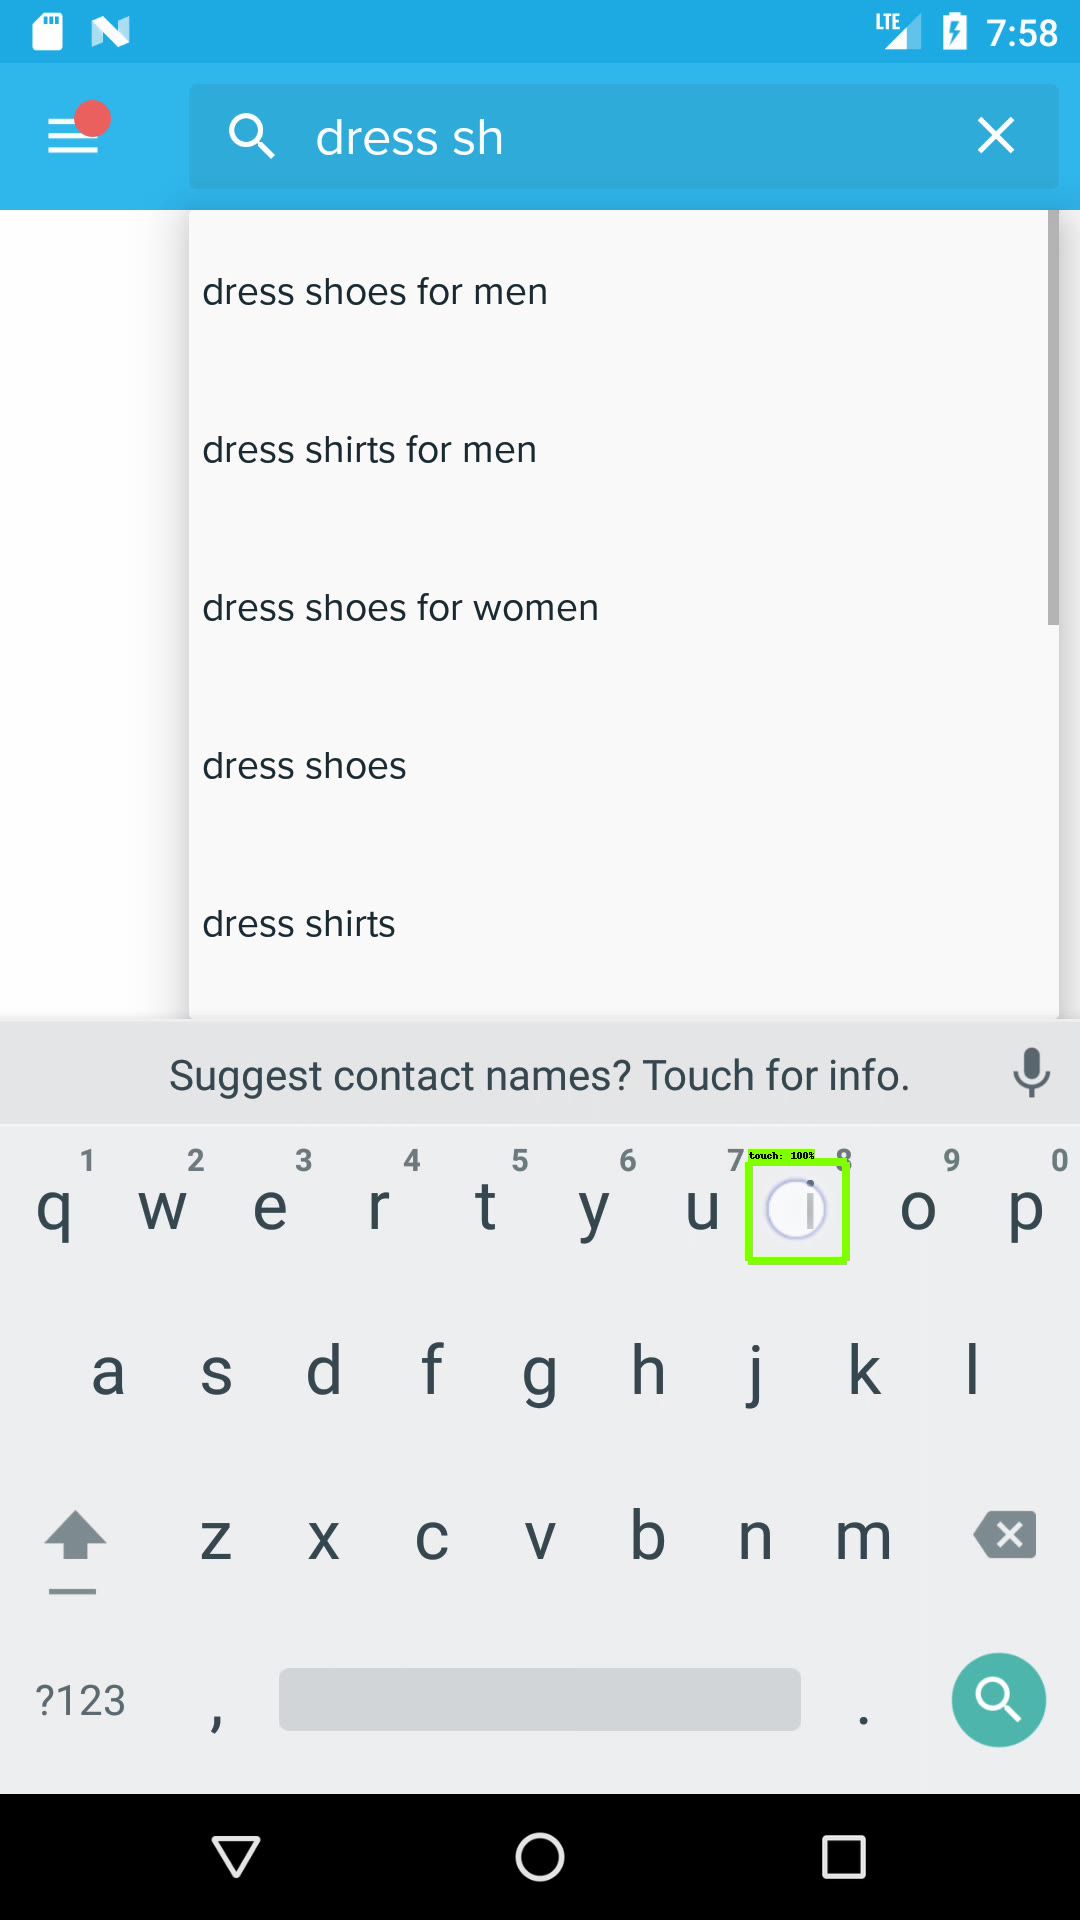 LTE 7:58
dress sh
dress shoes for men
dress shirts for men
dress shoes for women
dress shoes
dress shirts
Suggest contact names? Touch for info.
touch: 100%
1 2 3 4 5 6 7 8 9 0
q w e r t y u i o p
a s d f g h j k l
z x c v b n m
?123 , .